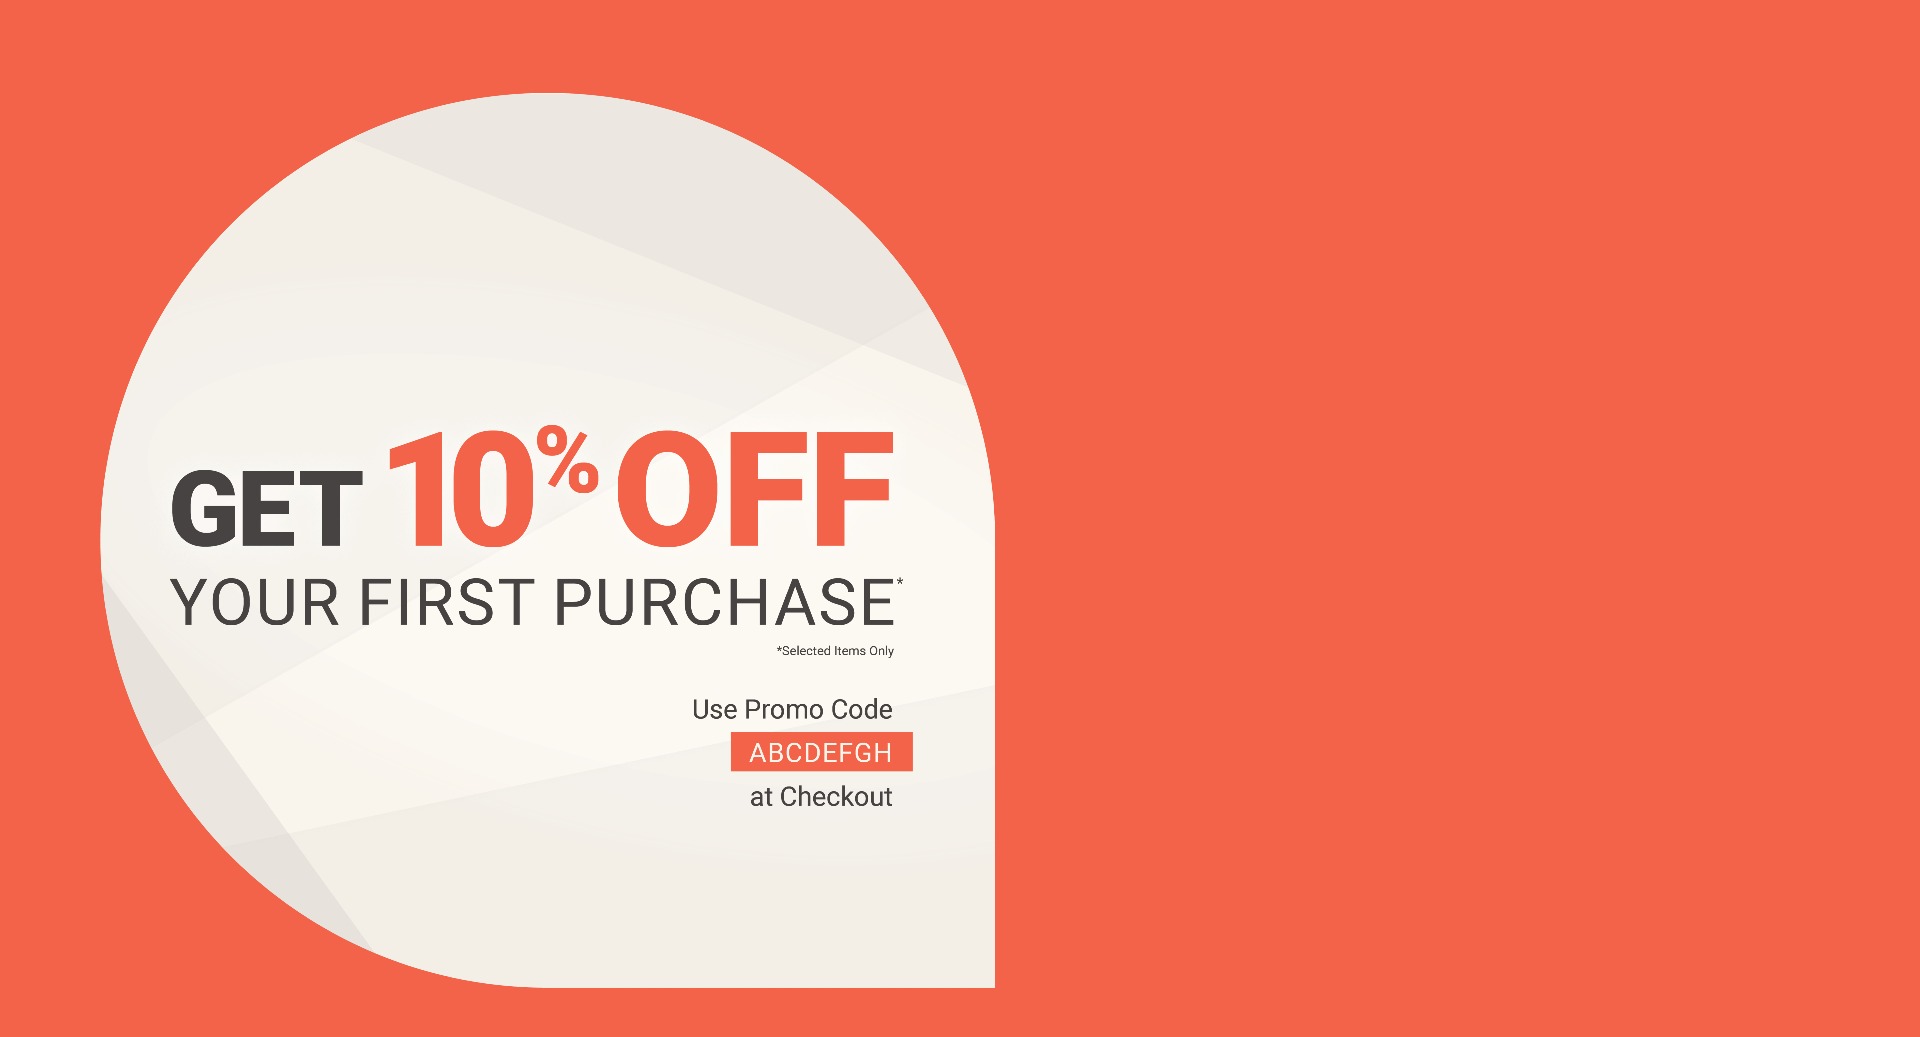 GET 10% OFF
YOUR FIRST PURCHASE*
*Selected Items Only
Use Promo Code
ABCDEFGH
at Checkout